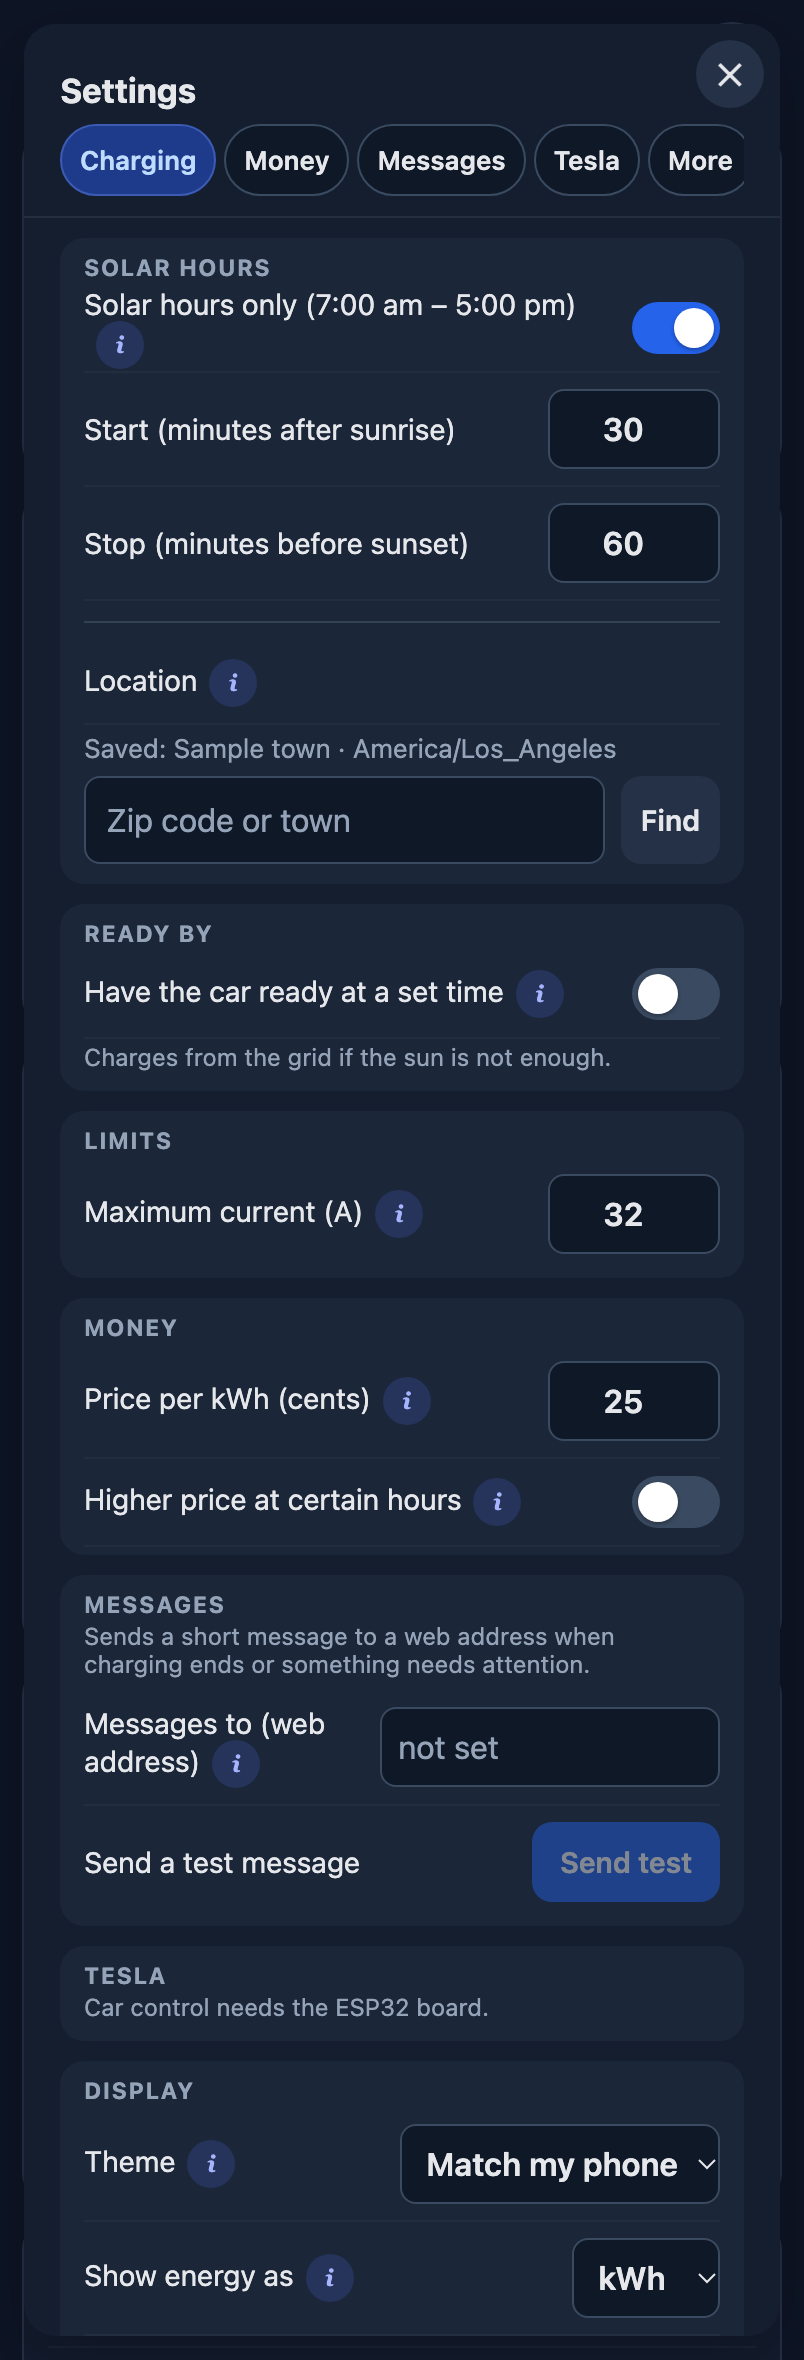 Settings
Charging
Money
Messages
Tesla
More
SOLAR HOURS
Solar hours only (7:00 am – 5:00 pm)
i
Start (minutes after sunrise)
30
Stop (minutes before sunset)
60
Location i
Saved: Sample town · America/Los_Angeles
Zip code or town
Find
READY BY
Have the car ready at a set time i
Charges from the grid if the sun is not enough.
LIMITS
Maximum current (A) i
32
MONEY
Price per kWh (cents) i
25
Higher price at certain hours i
MESSAGES
Sends a short message to a web address when
charging ends or something needs attention.
Messages to (web
address) i
not set
Send a test message
Send test
TESLA
Car control needs the ESP32 board.
DISPLAY
Theme i
Match my phone
Show energy as i
kWh